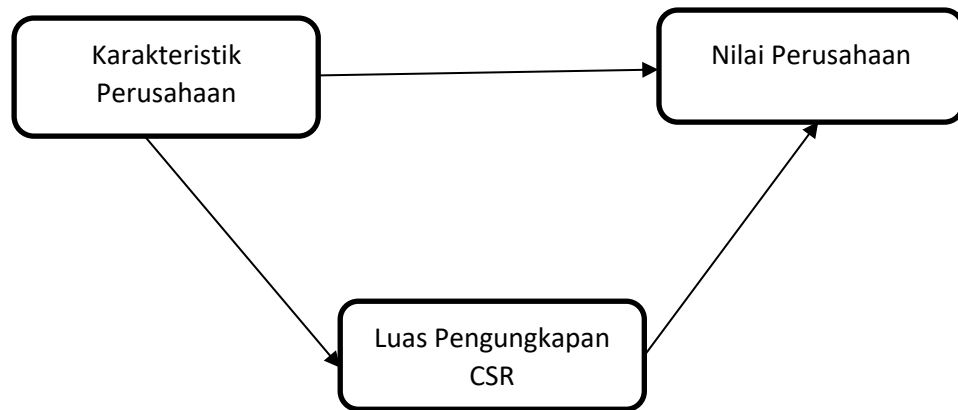 Karakteristik
Perusahaan
Nilai Perusahaan
Luas Pengungkapan
CSR